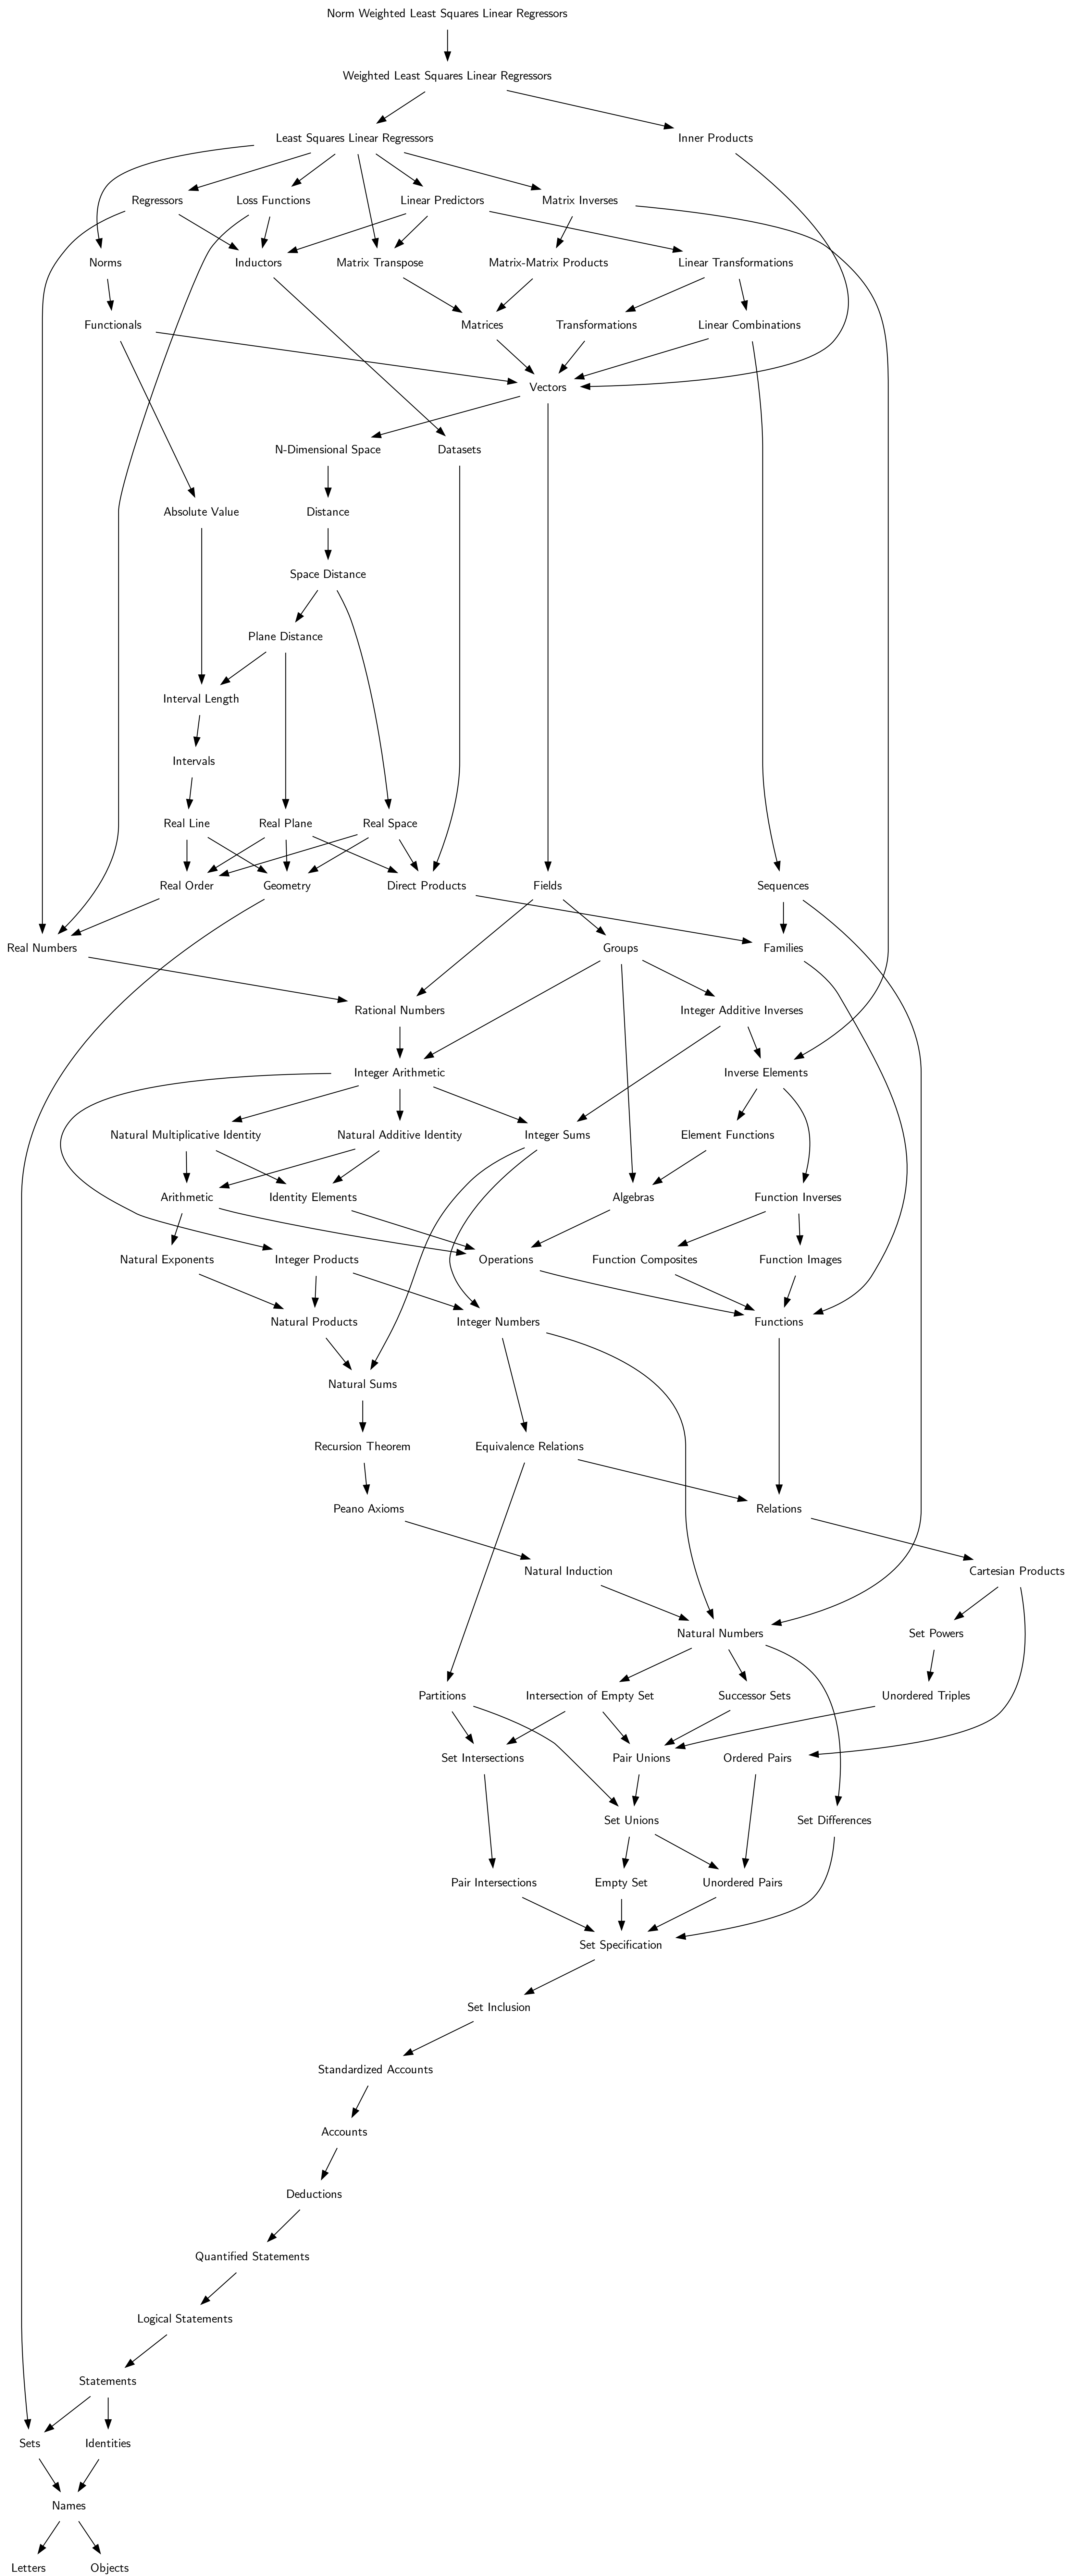 Norm Weighted Least Squares Linear Regressors
Weighted Least Squares Linear Regressors
Least Squares Linear Regressors
Inner Products
Regressors
Loss Functions
Linear Predictors
Matrix Inverses
Norms
Inductors
Matrix Transpose
Matrix-Matrix Products
Linear Transformations
Functionals
Matrices
Transformations
Linear Combinations
Vectors
N-Dimensional Space
Datasets
Absolute Value
Distance
Space Distance
Plane Distance
Interval Length
Intervals
Real Line
Real Plane
Real Space
Real Order
Geometry
Direct Products
Fields
Sequences
Real Numbers
Groups
Families
Rational Numbers
Integer Additive Inverses
Integer Arithmetic
Inverse Elements
Natural Multiplicative Identity
Natural Additive Identity
Integer Sums
Element Functions
Arithmetic
Identity Elements
Algebras
Function Inverses
Natural Exponents
Integer Products
Operations
Function Composites
Function Images
Natural Products
Integer Numbers
Functions
Natural Sums
Recursion Theorem
Equivalence Relations
Peano Axioms
Relations
Natural Induction
Cartesian Products
Natural Numbers
Set Powers
Partitions
Intersection of Empty Set
Successor Sets
Unordered Triples
Set Intersections
Pair Unions
Ordered Pairs
Set Unions
Set Differences
Pair Intersections
Empty Set
Unordered Pairs
Set Specification
Set Inclusion
Standardized Accounts
Accounts
Deductions
Quantified Statements
Logical Statements
Statements
Sets
Identities
Names
Letters
Objects